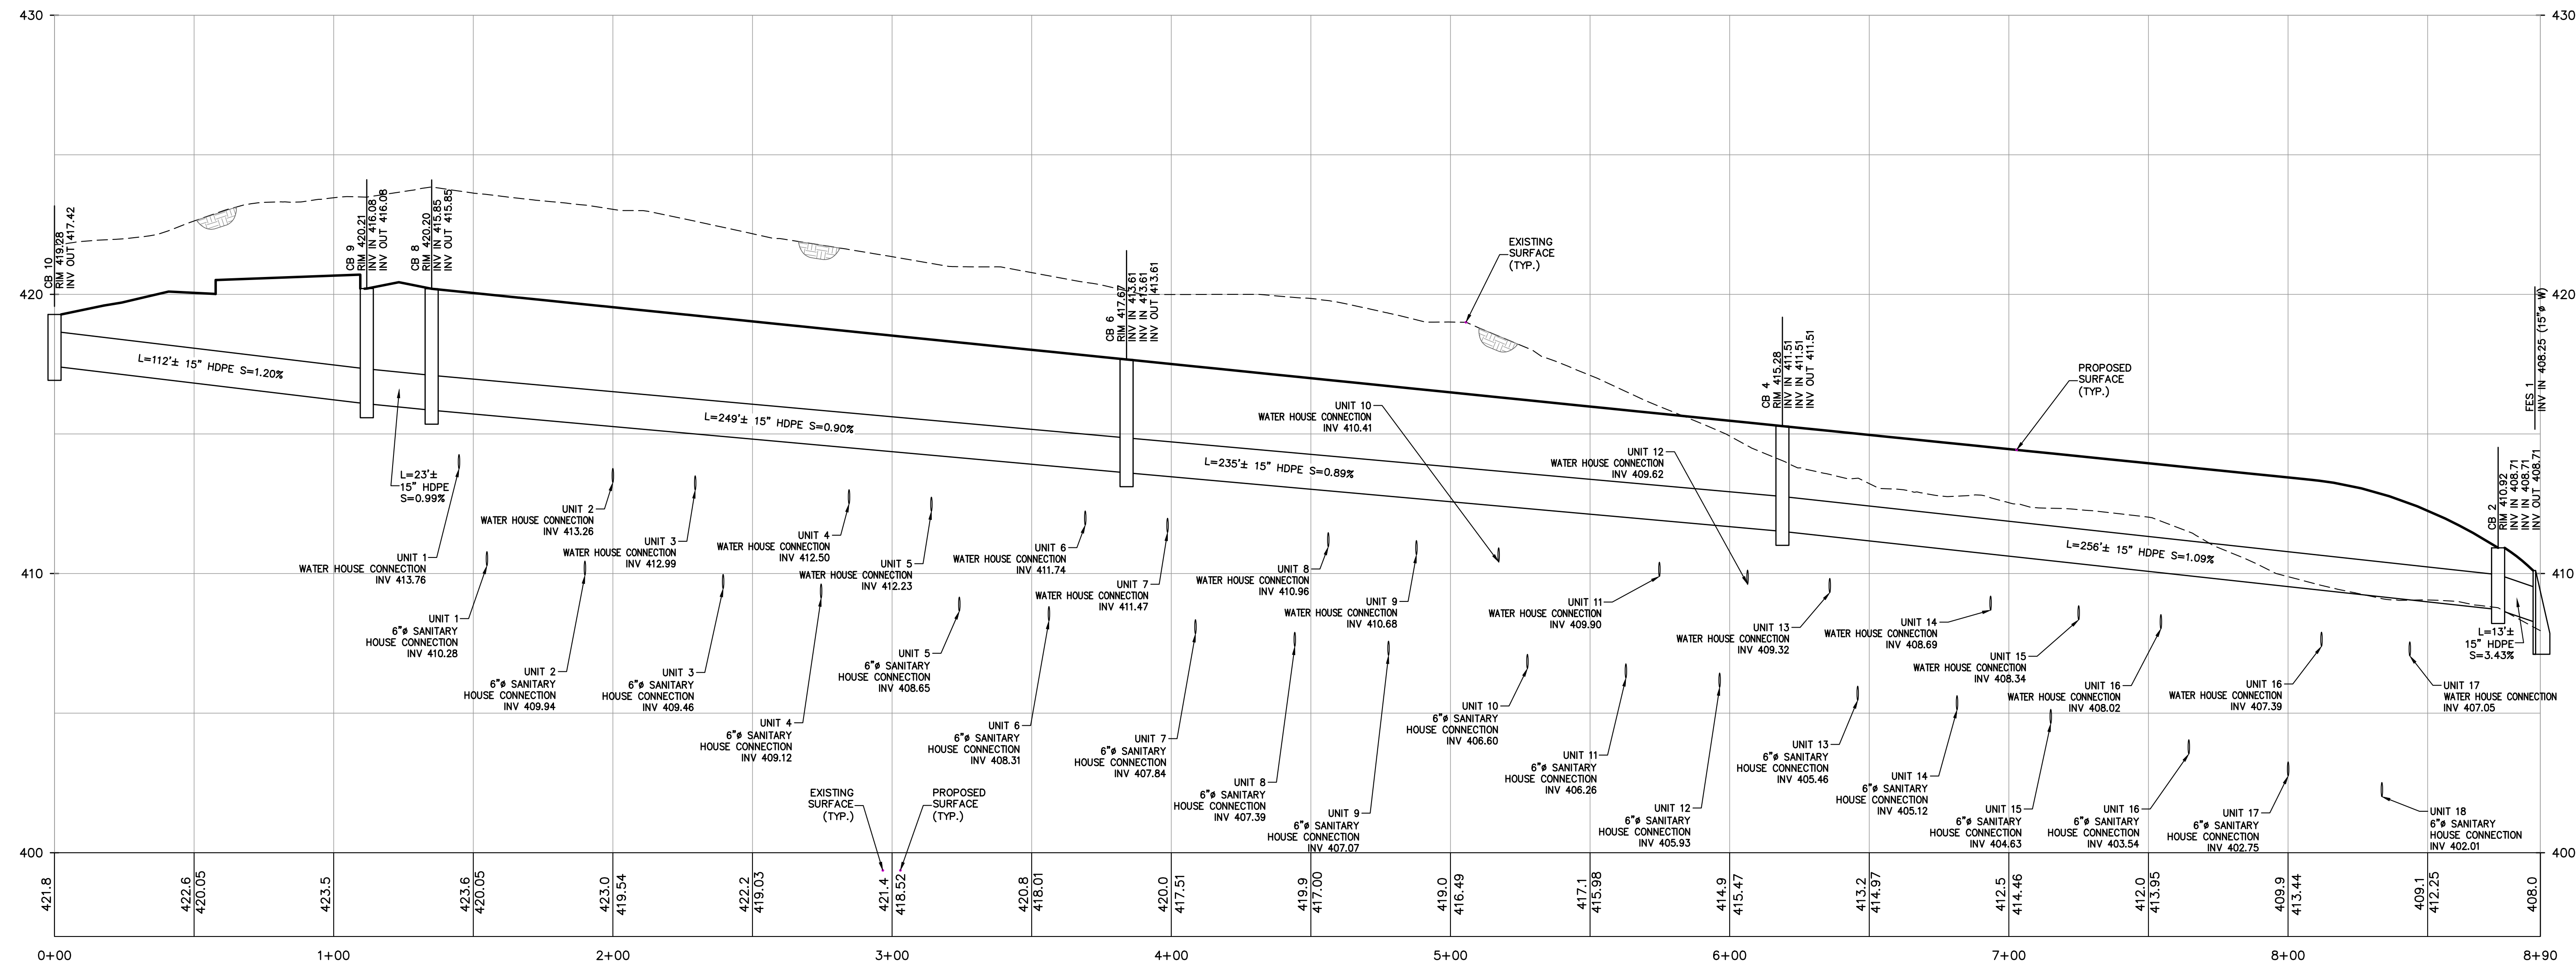 430
430
420
420
410
410
400
400
CB 10
RIM 419.28
INV OUT 417.42
CB 9
RIM 420.21
INV IN 416.08
INV OUT 416.08
CB 8
RIM 420.20
INV IN 415.85
INV OUT 415.85
CB 6
RIM 417.67
INV IN 413.61
INV IN 413.61
INV OUT 413.61
EXISTING
SURFACE
(TYP.)
CB 4
RIM 415.28
INV IN 411.51
INV IN 411.51
INV OUT 411.51
PROPOSED
SURFACE
(TYP.)
CB 2
RIM 410.92
INV IN 408.71
INV IN 408.71
INV OUT 408.71
FES 1
INV IN 408.25 (15"ø W)
L=112'± 15" HDPE S=1.20%
L=23'±
15" HDPE
S=0.99%
L=249'± 15" HDPE S=0.90%
L=235'± 15" HDPE S=0.89%
L=256'± 15" HDPE S=1.09%
L=13'±
15" HDPE
S=3.43%
UNIT 1
WATER HOUSE CONNECTION
INV 413.76
UNIT 2
WATER HOUSE CONNECTION
INV 413.26
UNIT 3
WATER HOUSE CONNECTION
INV 412.99
UNIT 4
WATER HOUSE CONNECTION
INV 412.50
UNIT 5
WATER HOUSE CONNECTION
INV 412.23
UNIT 6
WATER HOUSE CONNECTION
INV 411.74
UNIT 7
WATER HOUSE CONNECTION
INV 411.47
UNIT 8
WATER HOUSE CONNECTION
INV 410.96
UNIT 9
WATER HOUSE CONNECTION
INV 410.68
UNIT 10
WATER HOUSE CONNECTION
INV 410.41
UNIT 11
WATER HOUSE CONNECTION
INV 409.90
UNIT 12
WATER HOUSE CONNECTION
INV 409.62
UNIT 13
WATER HOUSE CONNECTION
INV 409.32
UNIT 14
WATER HOUSE CONNECTION
INV 408.69
UNIT 15
WATER HOUSE CONNECTION
INV 408.34
UNIT 16
WATER HOUSE CONNECTION
INV 408.02
UNIT 16
WATER HOUSE CONNECTION
INV 407.39
UNIT 17
WATER HOUSE CONNECTION
INV 407.05
UNIT 1
6"ø SANITARY
HOUSE CONNECTION
INV 410.28
UNIT 2
6"ø SANITARY
HOUSE CONNECTION
INV 409.94
UNIT 3
6"ø SANITARY
HOUSE CONNECTION
INV 409.46
UNIT 4
6"ø SANITARY
HOUSE CONNECTION
INV 409.12
UNIT 5
6"ø SANITARY
HOUSE CONNECTION
INV 408.65
UNIT 6
6"ø SANITARY
HOUSE CONNECTION
INV 408.31
UNIT 7
6"ø SANITARY
HOUSE CONNECTION
INV 407.84
UNIT 8
6"ø SANITARY
HOUSE CONNECTION
INV 407.39
UNIT 9
6"ø SANITARY
HOUSE CONNECTION
INV 407.07
UNIT 10
6"ø SANITARY
HOUSE CONNECTION
INV 406.60
UNIT 11
6"ø SANITARY
HOUSE CONNECTION
INV 406.26
UNIT 12
6"ø SANITARY
HOUSE CONNECTION
INV 405.93
UNIT 13
6"ø SANITARY
HOUSE CONNECTION
INV 405.46
UNIT 14
6"ø SANITARY
HOUSE CONNECTION
INV 405.12
UNIT 15
6"ø SANITARY
HOUSE CONNECTION
INV 404.63
UNIT 16
6"ø SANITARY
HOUSE CONNECTION
INV 403.54
UNIT 17
6"ø SANITARY
HOUSE CONNECTION
INV 402.75
UNIT 18
6"ø SANITARY
HOUSE CONNECTION
INV 402.01
EXISTING
SURFACE
(TYP.)
PROPOSED
SURFACE
(TYP.)
421.8
422.6
420.05
423.5
423.6
420.05
423.0
419.54
422.2
419.03
421.4
418.52
420.8
418.01
420.0
417.51
419.9
417.00
419.0
416.49
417.1
415.98
414.9
415.47
413.2
414.97
412.5
414.46
412.0
413.95
409.9
413.44
409.1
412.25
408.0
0+00
1+00
2+00
3+00
4+00
5+00
6+00
7+00
8+00
8+90